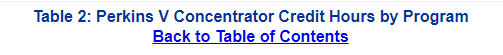 Table 2: Perkins V Concentrator Credit Hours by Program
Back to Table of Contents